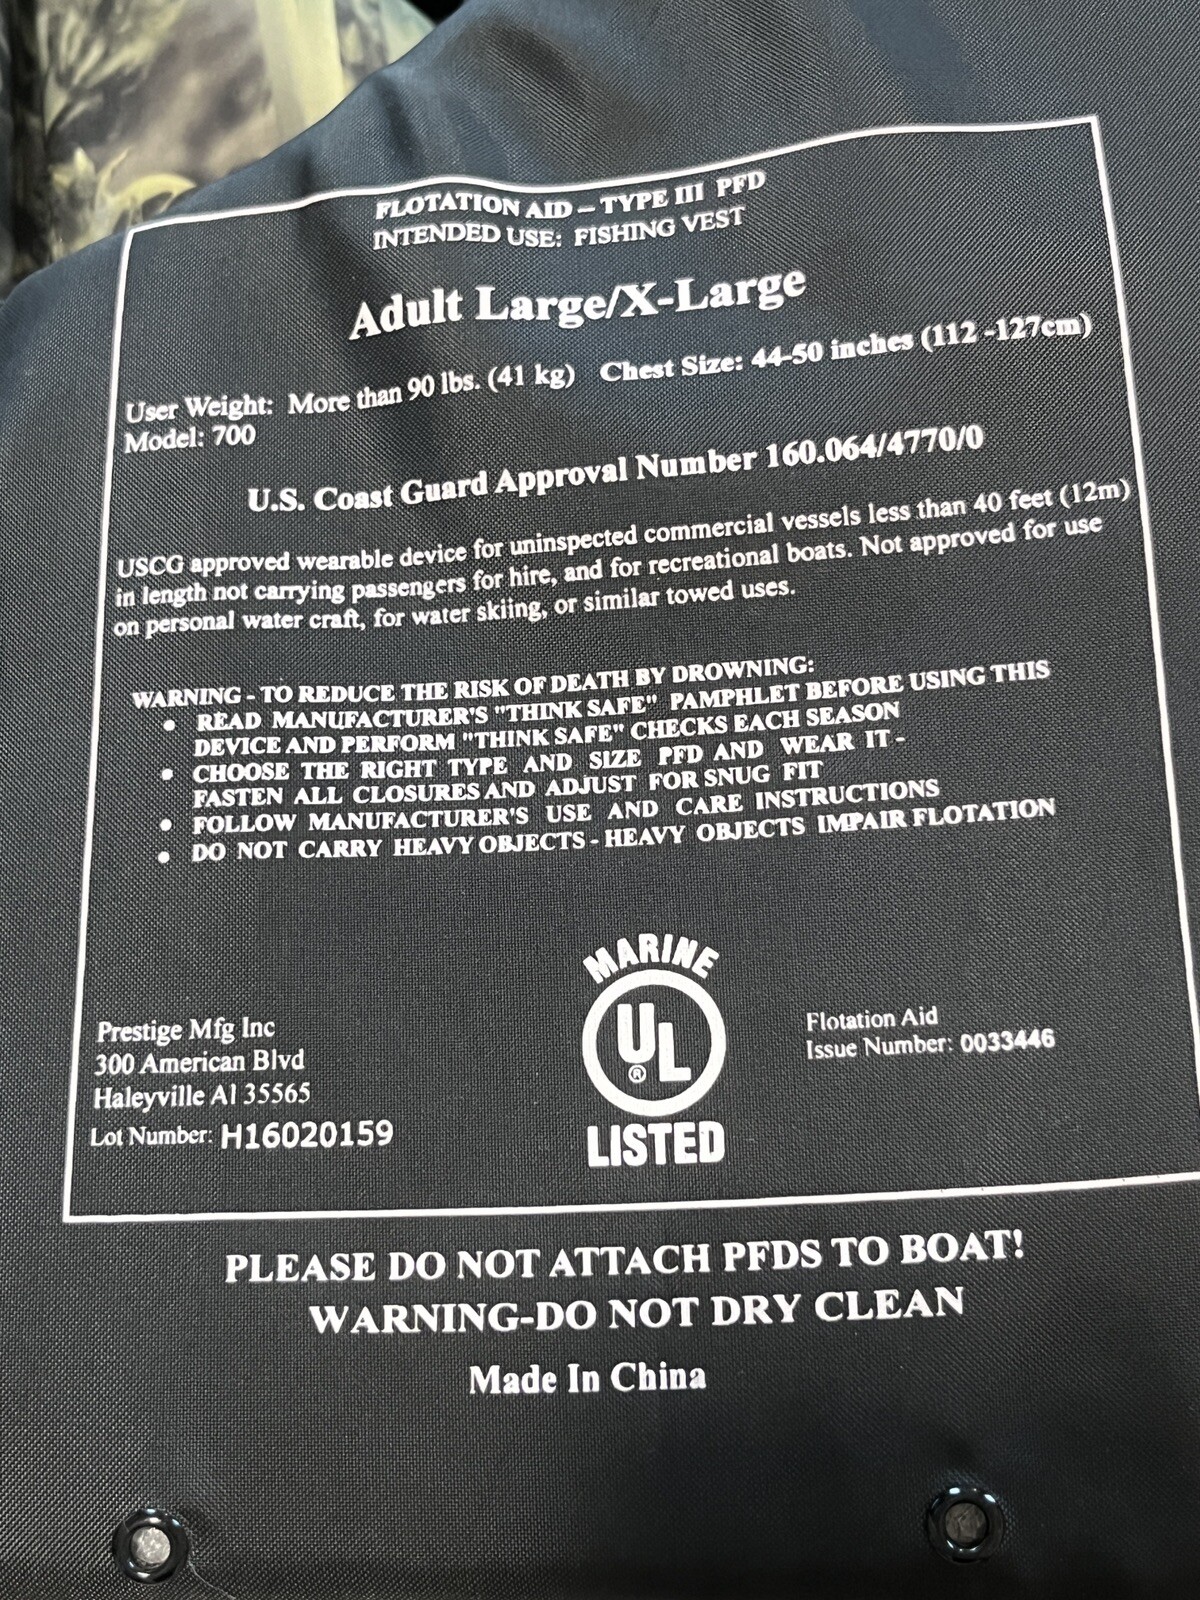 FLOTATION AID – TYPE III PFD
INTENDED USE: FISHING VEST
Adult Large/X-Large
User Weight: More than 90 lbs. (41 kg) Chest Size: 44-50 inches (112 -127cm)
Model: 700
U.S. Coast Guard Approval Number 160.064/4770/0
USCG approved wearable device for uninspected commercial vessels less than 40 feet (12m)
in length not carrying passengers for hire, and for recreational boats. Not approved for use
on personal water craft, for water skiing, or similar towed uses.
WARNING - TO REDUCE THE RISK OF DEATH BY DROWNING:
• READ MANUFACTURER'S "THINK SAFE" PAMPHLET BEFORE USING THIS
DEVICE AND PERFORM "THINK SAFE" CHECKS EACH SEASON
• CHOOSE THE RIGHT TYPE AND SIZE PFD AND WEAR IT -
FASTEN ALL CLOSURES AND ADJUST FOR SNUG FIT
• FOLLOW MANUFACTURER'S USE AND CARE INSTRUCTIONS
• DO NOT CARRY HEAVY OBJECTS - HEAVY OBJECTS IMPAIR FLOTATION
Prestige Mfg Inc
300 American Blvd
Haleyville Al 35565
Lot Number: H16020159
MARINE
UL ®
LISTED
Flotation Aid
Issue Number: 0033446
PLEASE DO NOT ATTACH PFDS TO BOAT!
WARNING-DO NOT DRY CLEAN
Made In China